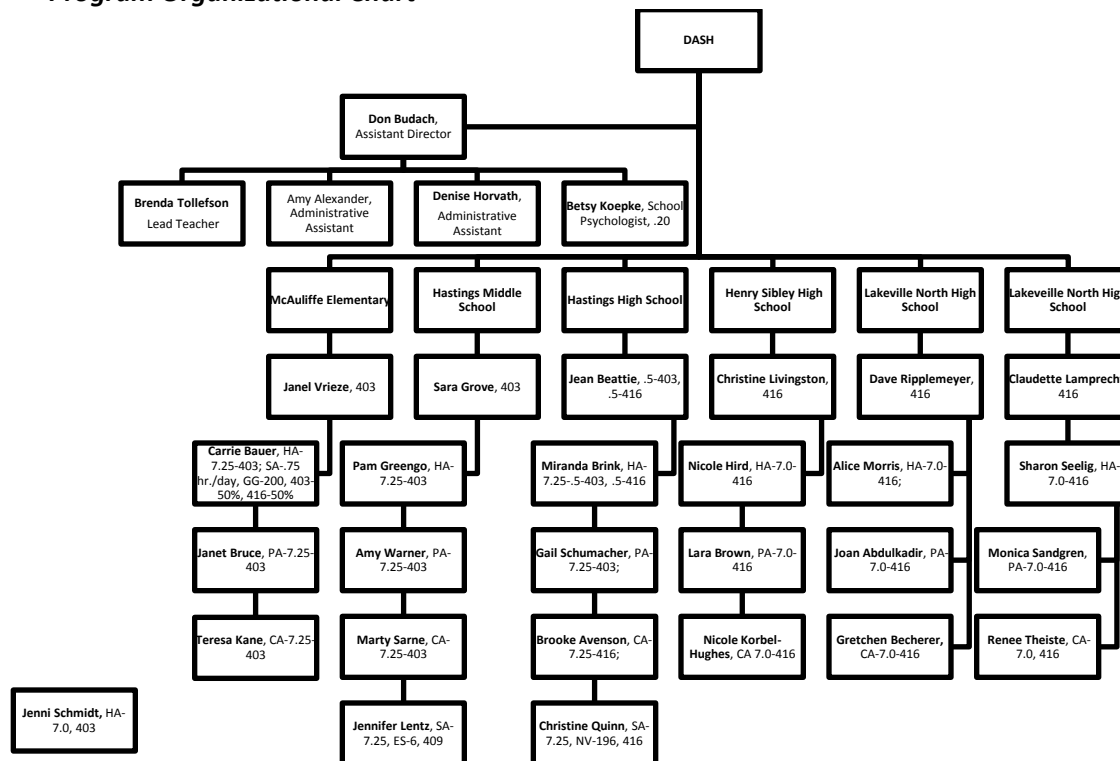 Program Organizational Chart
DASH
Don Budach,
Assistant Director
Brenda Tollefson
Lead Teacher
Amy Alexander,
Administrative
Assistant
Denise Horvath,
Administrative
Assistant
Betsy Koepke, School
Psychologist, .20
McAuliffe Elementary
Hastings Middle
School
Hastings High School
Henry Sibley High
School
Lakeville North High
School
Lakeveille North Hig
School
Janel Vrieze, 403
Sara Grove, 403
Jean Beattie, .5-403,
.5-416
Christine Livingston,
416
Dave Ripplemeyer,
416
Claudette Lamprech
416
Carrie Bauer, HA-
7.25-403; SA-.75
hr./day, GG-200, 403-
50%, 416-50%
Pam Greengo, HA-
7.25-403
Miranda Brink, HA-
7.25-.5-403, .5-416
Nicole Hird, HA-7.0-
416
Alice Morris, HA-7.0-
416;
Sharon Seelig, HA-
7.0-416
Janet Bruce, PA-7.25-
403
Amy Warner, PA-
7.25-403
Gail Schumacher, PA-
7.25-403;
Lara Brown, PA-7.0-
416
Joan Abdulkadir, PA-
7.0-416
Monica Sandgren,
PA-7.0-416
Teresa Kane, CA-7.25-
403
Marty Sarne, CA-
7.25-403
Brooke Avenson, CA-
7.25-416;
Nicole Korbel-
Hughes, CA 7.0-416
Gretchen Becherer,
CA-7.0-416
Renee Theiste, CA-
7.0, 416
Jenni Schmidt, HA-
7.0, 403
Jennifer Lentz, SA-
7.25, ES-6, 409
Christine Quinn, SA-
7.25, NV-196, 416